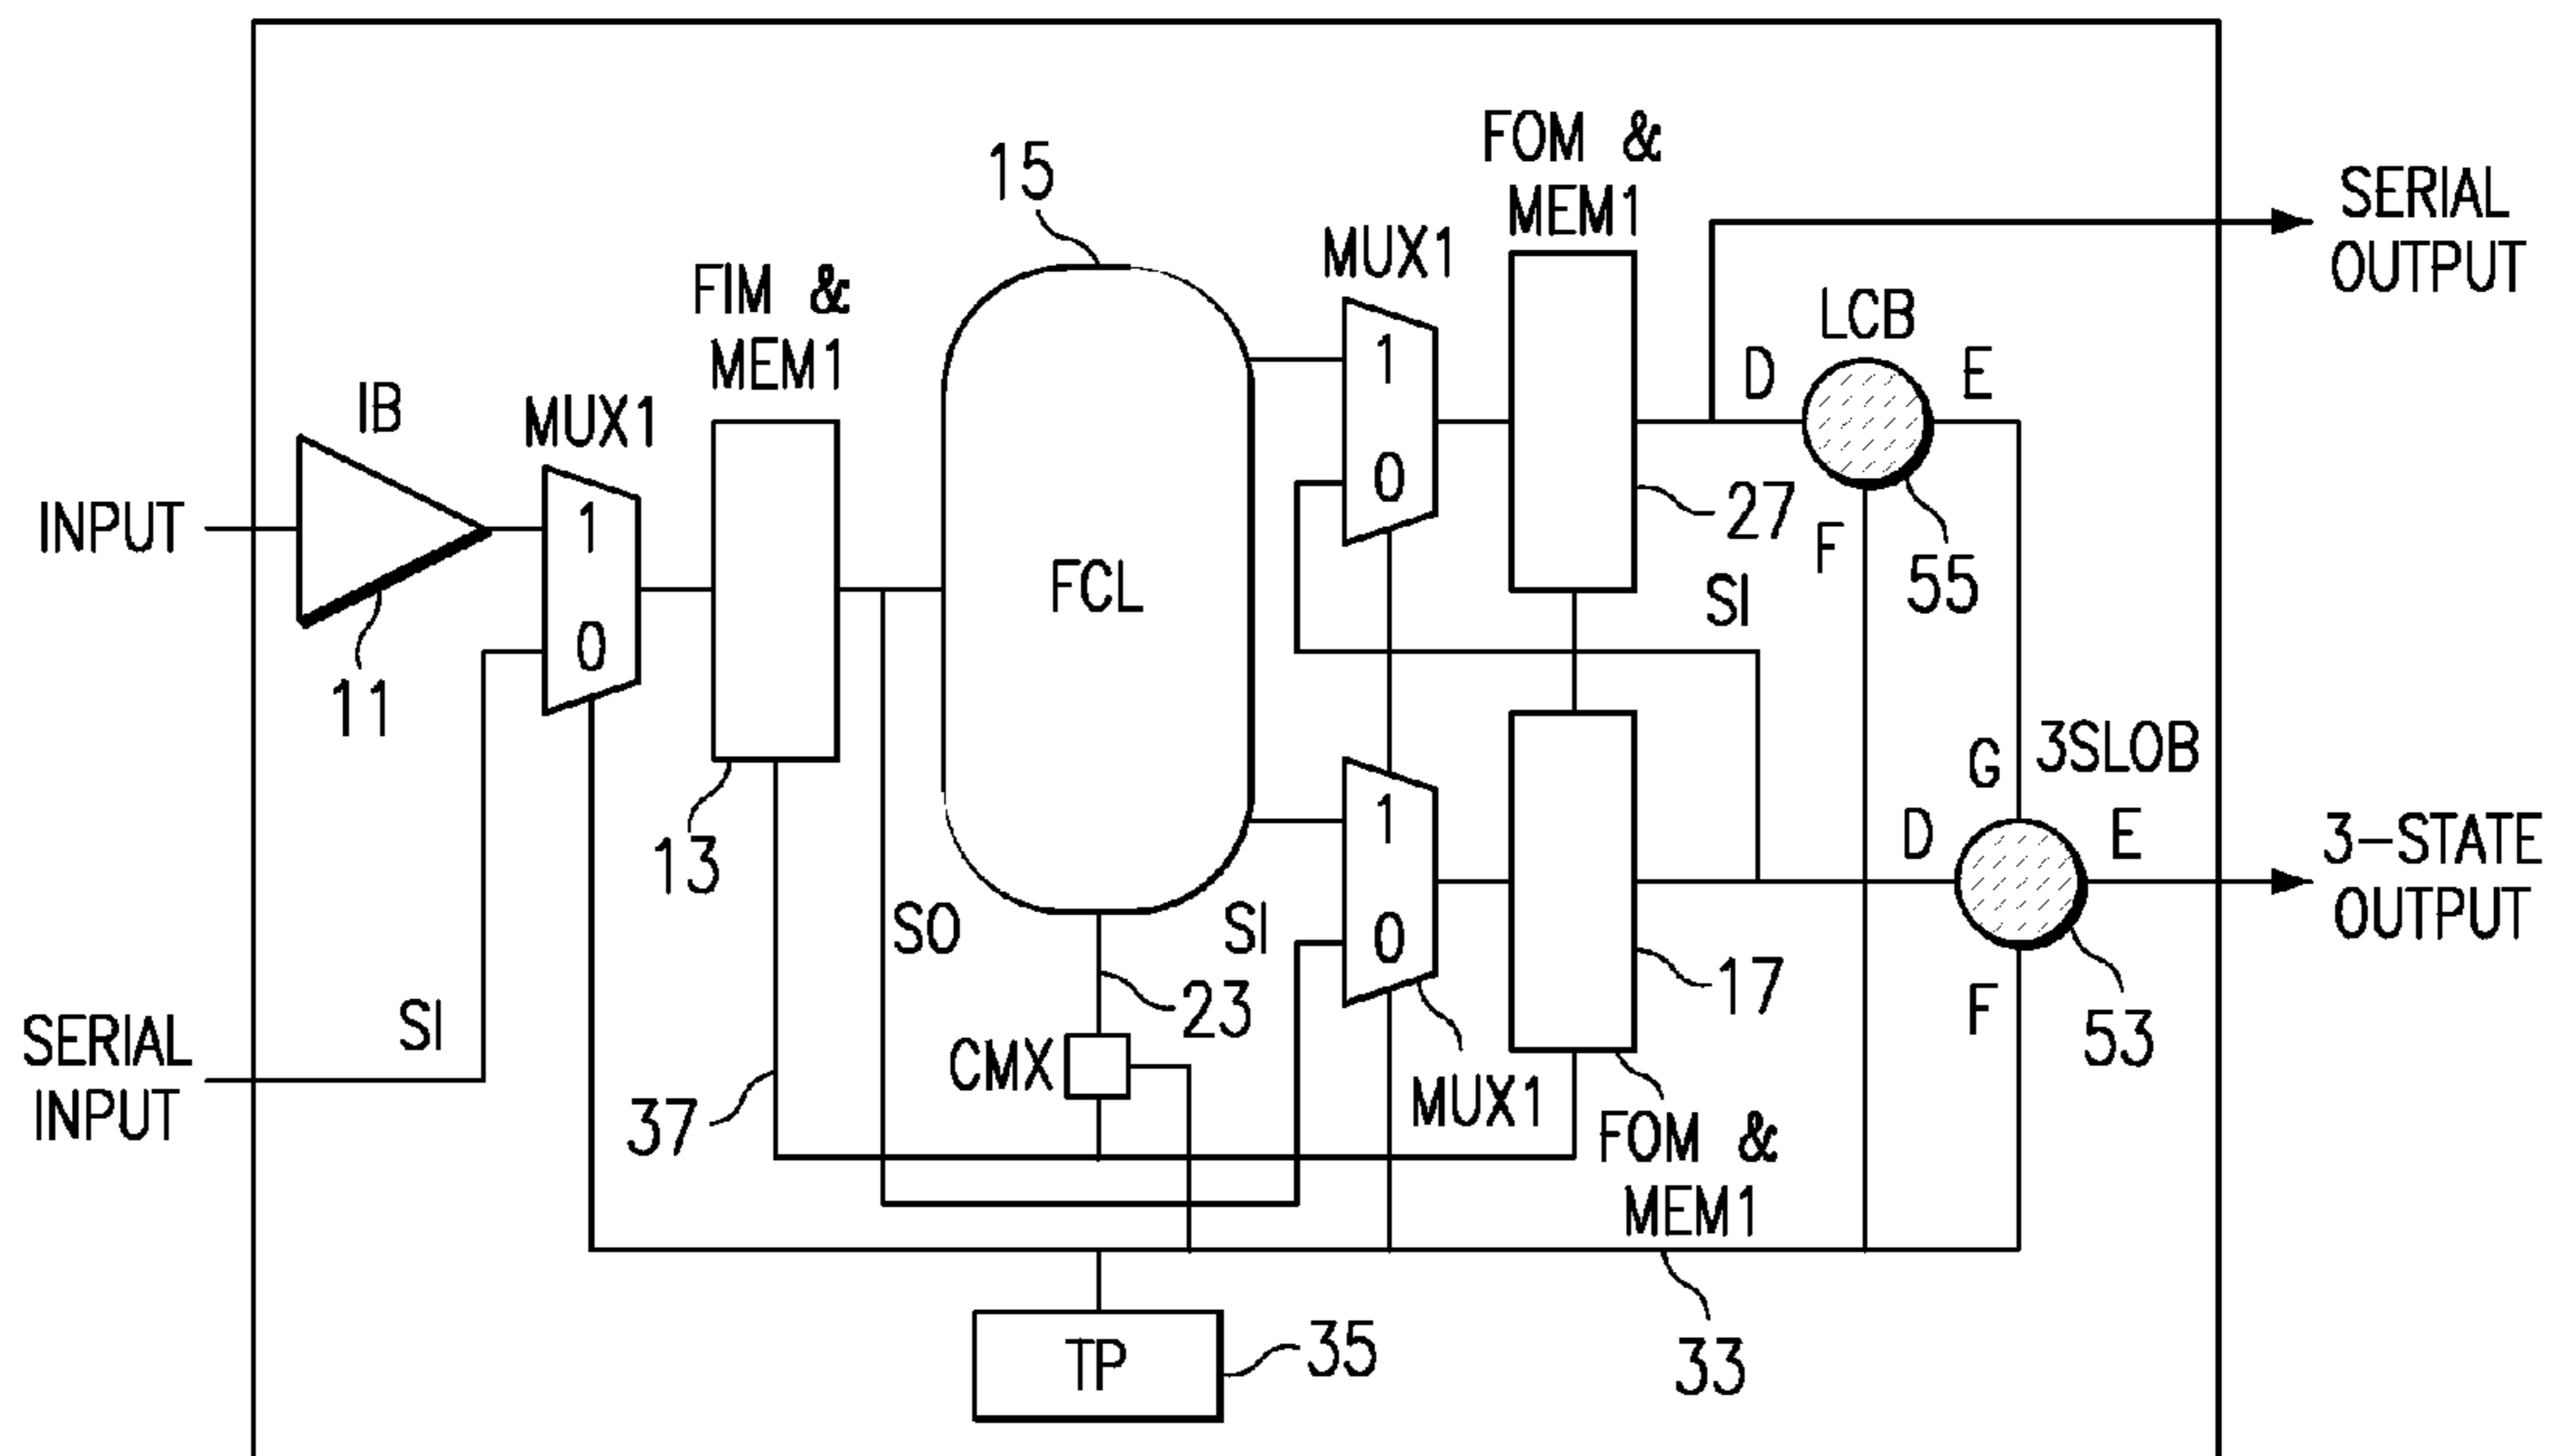 15
FOM &
MEM1
SERIAL
OUTPUT
MUX1
FIM &
MEM1
LCB
D
E
1
0
27
F
55
SI
IB
MUX1
INPUT
1
0
11
FCL
13
G
3SLOB
D
E
3-STATE
OUTPUT
1
0
SO
SI
17
F
53
SERIAL
INPUT
SI
23
CMX
37
MUX1
FOM &
MEM1
TP
35
33